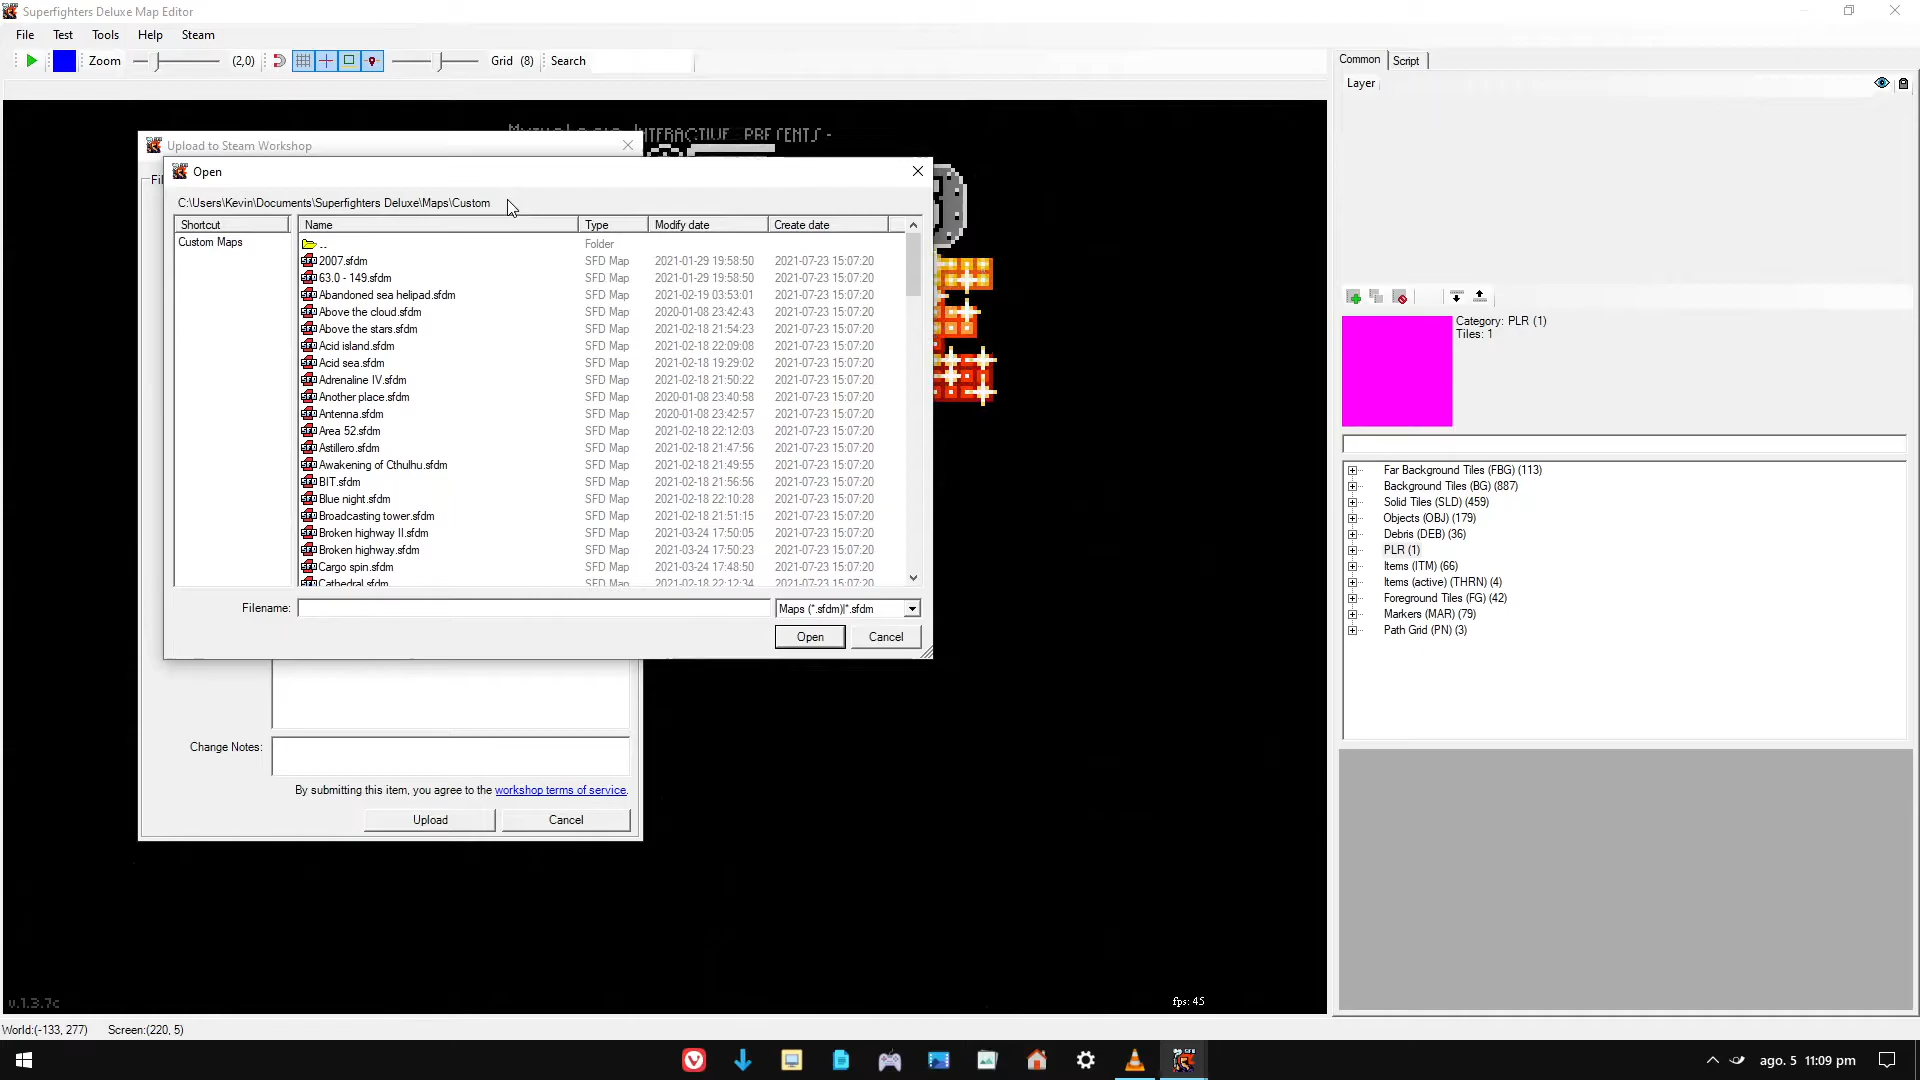 Superfighters Deluxe Map Editor
File Test Tools Help Steam
Zoom (2,0) Grid (8) Search
Common Script
Layer
INTERACTIVE PRESENTS -
Upload to Steam Workshop
Open
C:\Users\Kevin\Documents\Superfighters Deluxe\Maps\Custom
Shortcut Name Type Modify date Create date
Custom Maps
.. Folder
2007.sfdm SFD Map 2021-01-29 19:58:50 2021-07-23 15:07:20
63.0 - 149.sfdm SFD Map 2021-01-29 19:58:50 2021-07-23 15:07:20
Abandoned sea helipad.sfdm SFD Map 2021-02-19 03:53:01 2021-07-23 15:07:20
Above the cloud.sfdm SFD Map 2020-01-08 23:42:43 2021-07-23 15:07:20
Above the stars.sfdm SFD Map 2021-02-18 21:54:23 2021-07-23 15:07:20
Acid island.sfdm SFD Map 2021-02-18 22:09:08 2021-07-23 15:07:20
Acid sea.sfdm SFD Map 2021-02-18 19:29:02 2021-07-23 15:07:20
Adrenaline IV.sfdm SFD Map 2021-02-18 21:50:22 2021-07-23 15:07:20
Another place.sfdm SFD Map 2020-01-08 23:40:58 2021-07-23 15:07:20
Antenna.sfdm SFD Map 2020-01-08 23:42:57 2021-07-23 15:07:20
Area 52.sfdm SFD Map 2021-02-18 22:12:03 2021-07-23 15:07:20
Astillero.sfdm SFD Map 2021-02-18 21:47:56 2021-07-23 15:07:20
Awakening of Cthulhu.sfdm SFD Map 2021-02-18 21:49:55 2021-07-23 15:07:20
BIT.sfdm SFD Map 2021-02-18 21:56:56 2021-07-23 15:07:20
Blue night.sfdm SFD Map 2021-02-18 22:10:28 2021-07-23 15:07:20
Broadcasting tower.sfdm SFD Map 2021-02-18 21:51:15 2021-07-23 15:07:20
Broken highway II.sfdm SFD Map 2021-03-24 17:50:05 2021-07-23 15:07:20
Broken highway.sfdm SFD Map 2021-03-24 17:50:23 2021-07-23 15:07:20
Cargo spin.sfdm SFD Map 2021-03-24 17:48:50 2021-07-23 15:07:20
Cathedral.sfdm SFD Map 2021-02-18 22:12:34 2021-07-23 15:07:20
Filename: Maps (*.sfdm)|*.sfdm
Open Cancel
Change Notes:
By submitting this item, you agree to the workshop terms of service.
Upload Cancel
Category: PLR (1)
Tiles: 1
Far Background Tiles (FBG) (113)
Background Tiles (BG) (887)
Solid Tiles (SLD) (459)
Objects (OBJ) (179)
Debris (DEB) (36)
PLR (1)
Items (ITM) (66)
Items (active) (THRN) (4)
Foreground Tiles (FG) (42)
Markers (MAR) (79)
Path Grid (PN) (3)
v.1.3.7c
fps: 45
World:(-133, 277) Screen:(220, 5)
ago. 5 11:09 pm